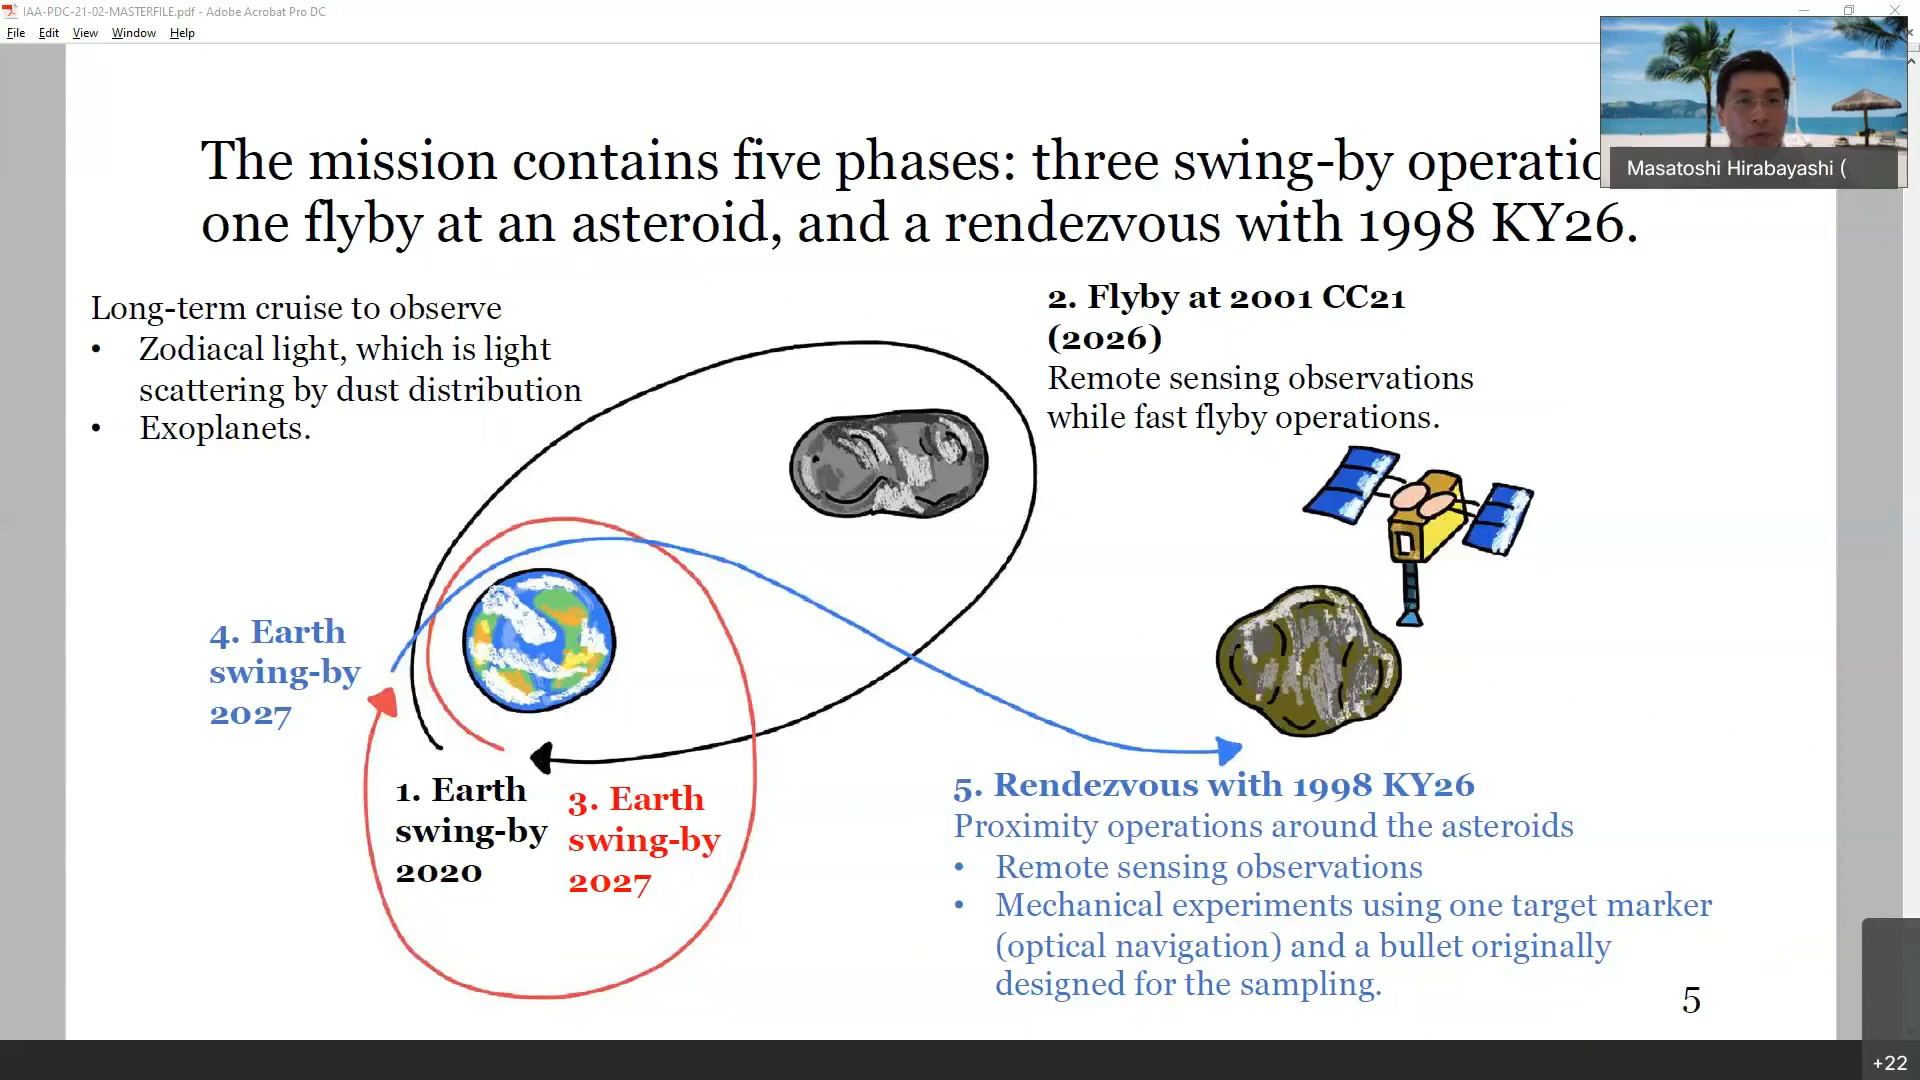 IAA-PDC-21-02-MASTERFILE.pdf - Adobe Acrobat Pro DC
File Edit View Window Help
Masatoshi Hirabayashi (
The mission contains five phases: three swing-by operatio
one flyby at an asteroid, and a rendezvous with 1998 KY26.
Long-term cruise to observe
• Zodiacal light, which is light
scattering by dust distribution
• Exoplanets.
2. Flyby at 2001 CC21
(2026)
Remote sensing observations
while fast flyby operations.
4. Earth
swing-by
2027
1. Earth
swing-by
2020
3. Earth
swing-by
2027
5. Rendezvous with 1998 KY26
Proximity operations around the asteroids
• Remote sensing observations
• Mechanical experiments using one target marker
(optical navigation) and a bullet originally
designed for the sampling.
5
+22